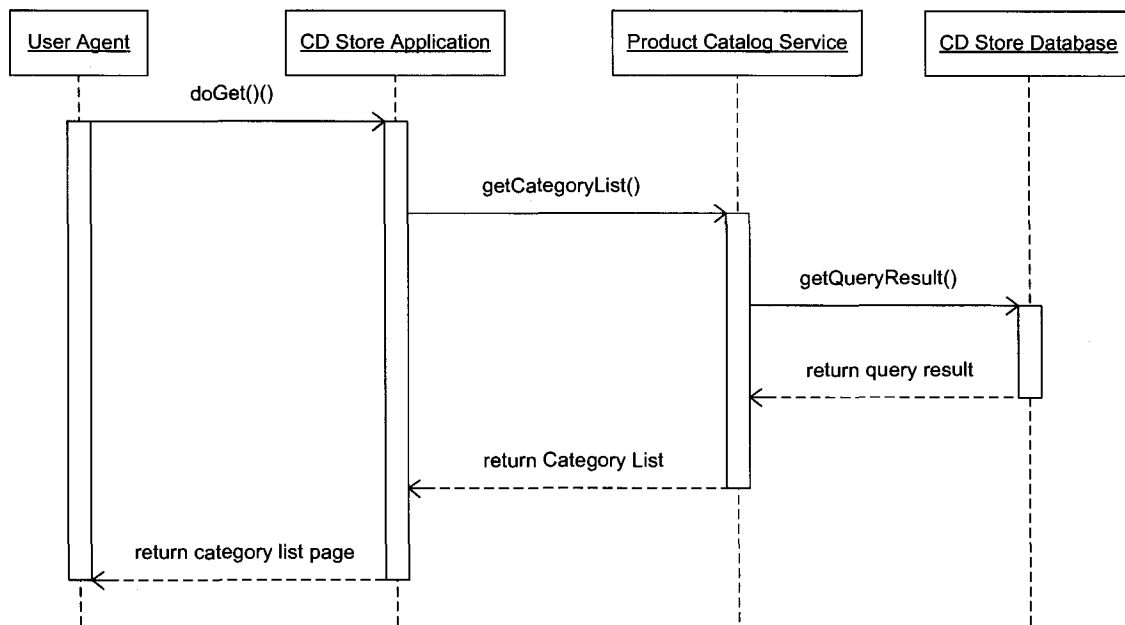 User Agent
CD Store Application
Product Catalog Service
CD Store Database
doGet()()
getCategoryList()
getQueryResult()
return query result
return Category List
return category list page